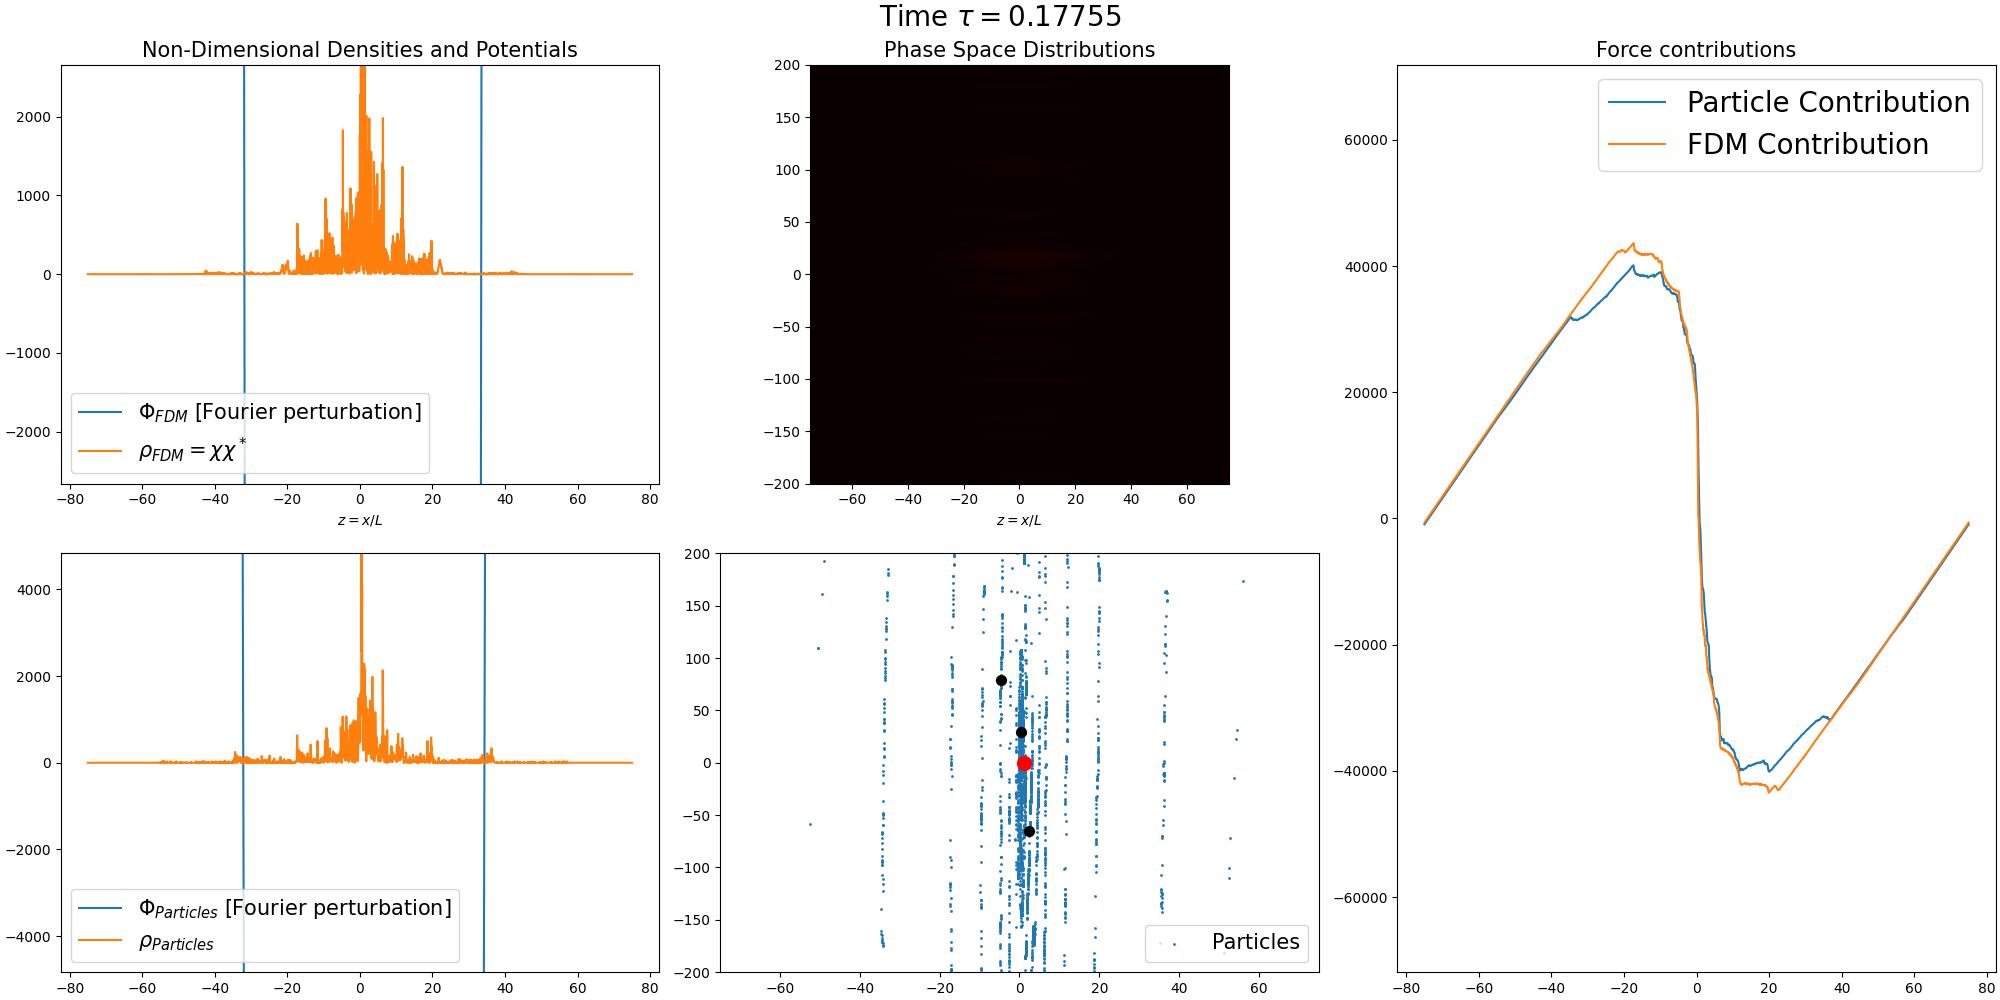 Time τ = 0.17755
Non-Dimensional Densities and Potentials
2000
1000
0
−1000
−2000
Φ_FDM [Fourier perturbation]
ρ_FDM = χχ*
−80 −60 −40 −20 0 20 40 60 80
z = x/L
Phase Space Distributions
200
150
100
50
0
−50
−100
−150
−200
−60 −40 −20 0 20 40 60
z = x/L
Force contributions
Particle Contribution
FDM Contribution
60000
40000
20000
0
−20000
−40000
−60000
−80 −60 −40 −20 0 20 40 60 80
4000
2000
0
−2000
−4000
Φ_Particles [Fourier perturbation]
ρ_Particles
−80 −60 −40 −20 0 20 40 60 80
200
150
100
50
0
−50
−100
−150
−200
Particles
−60 −40 −20 0 20 40 60